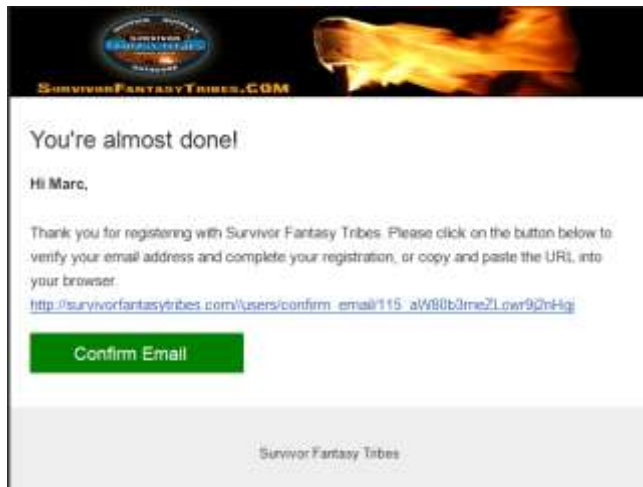 SURVIVOR
SURVIVORFANTASYTRIBES.COM
You're almost done!
Hi Marc,
Thank you for registering with Survivor Fantasy Tribes. Please click on the button below to
verify your email address and complete your registration, or copy and paste the URL into
your browser.
http://survivorfantasytribes.com//users/confirm_email/115_aW80b3meZLowr9j2nHgj
Confirm Email
Survivor Fantasy Tribes